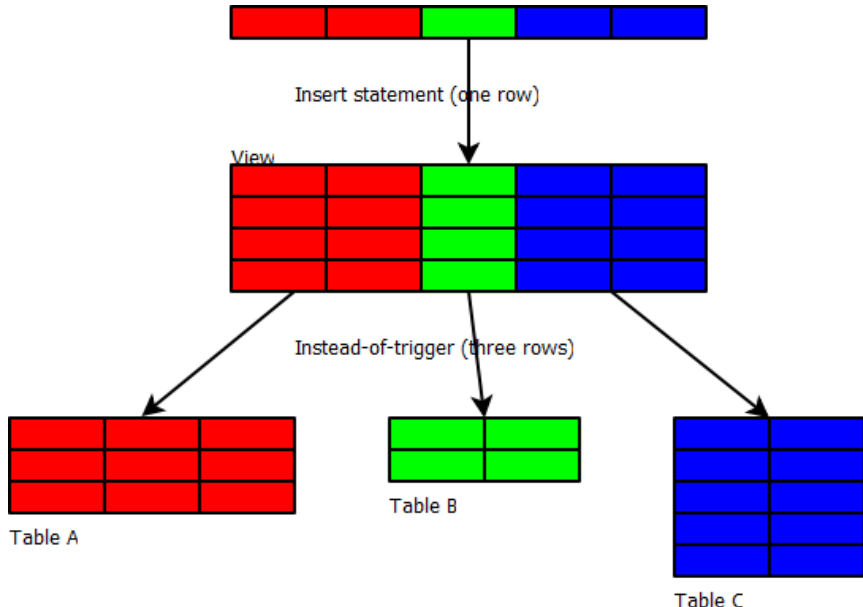 Insert statement (one row)
View
Instead-of-trigger (three rows)
Table A
Table B
Table C